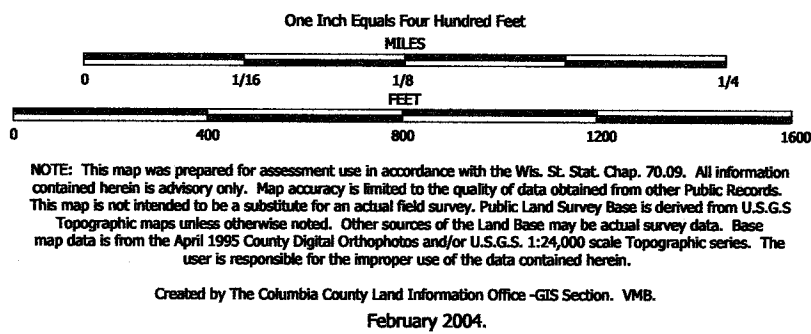 One Inch Equals Four Hundred Feet
MILES
0 1/16 1/8 1/4
FEET
0 400 800 1200 1600
NOTE: This map was prepared for assessment use in accordance with the Wis. St. Stat. Chap. 70.09. All information
contained herein is advisory only. Map accuracy is limited to the quality of data obtained from other Public Records.
This map is not intended to be a substitute for an actual field survey. Public Land Survey Base is derived from U.S.G.S
Topographic maps unless otherwise noted. Other sources of the Land Base may be actual survey data. Base
map data is from the April 1995 County Digital Orthophotos and/or U.S.G.S. 1:24,000 scale Topographic series. The
user is responsible for the improper use of the data contained herein.
Created by The Columbia County Land Information Office -GIS Section. VMB.
February 2004.